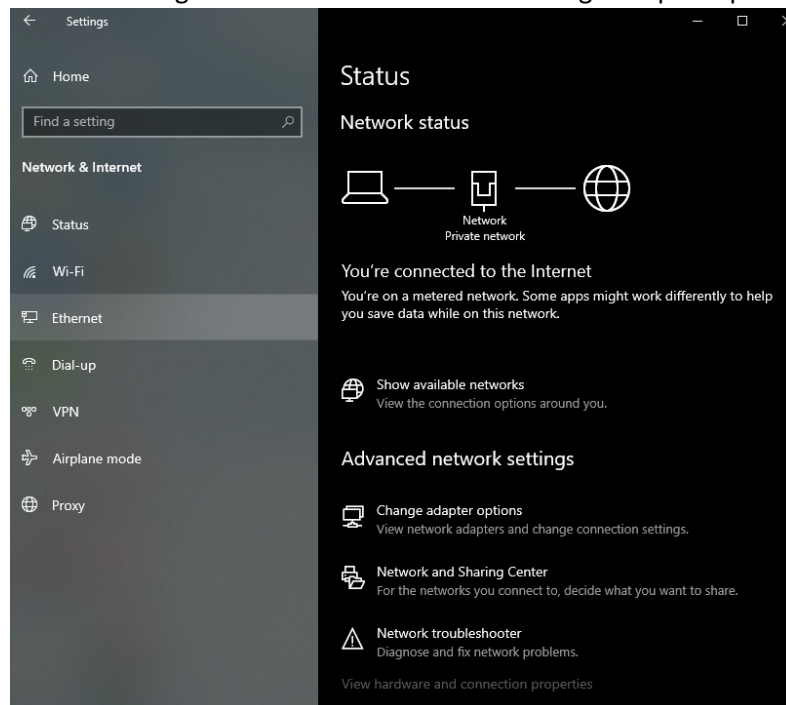 Settings
Home
Find a setting
Network & Internet
Status
Wi-Fi
Ethernet
Dial-up
VPN
Airplane mode
Proxy
Status
Network status
Network
Private network
You're connected to the Internet
You're on a metered network. Some apps might work differently to help
you save data while on this network.
Show available networks
View the connection options around you.
Advanced network settings
Change adapter options
View network adapters and change connection settings.
Network and Sharing Center
For the networks you connect to, decide what you want to share.
Network troubleshooter
Diagnose and fix network problems.
View hardware and connection properties